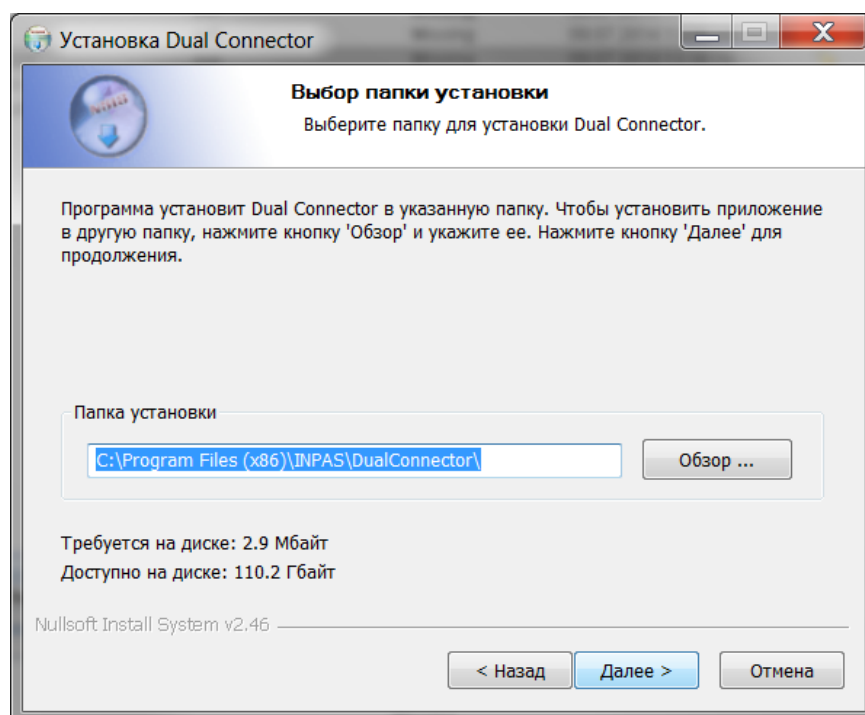 Установка Dual Connector
Выбор папки установки
Выберите папку для установки Dual Connector.
Программа установит Dual Connector в указанную папку. Чтобы установить приложение
в другую папку, нажмите кнопку 'Обзор' и укажите ее. Нажмите кнопку 'Далее' для
продолжения.
Папка установки
C:\Program Files (x86)\INPAS\DualConnector\
Обзор ...
Требуется на диске: 2.9 Мбайт
Доступно на диске: 110.2 Гбайт
Nullsoft Install System v2.46
< Назад
Далее >
Отмена